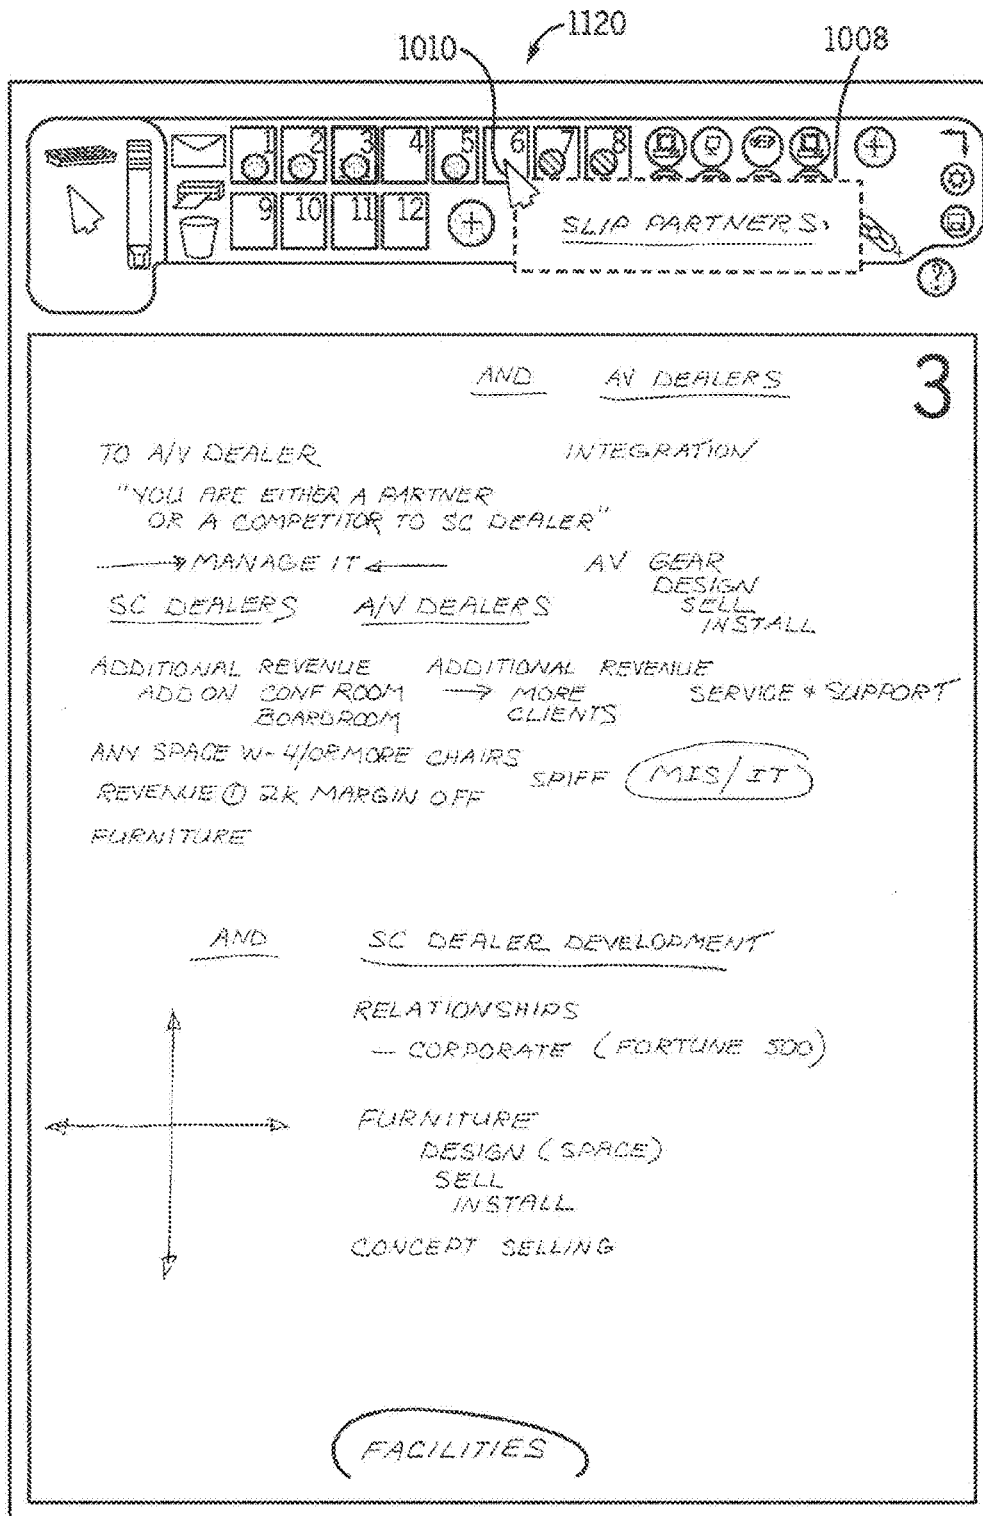 1120
1010
1008
1 2 3 4 5 6 7 8
9 10 11 12
SLIP PARTNERS:
?
3
AND AV DEALERS
TO A/V DEALER INTEGRATION
"YOU ARE EITHER A PARTNER
OR A COMPETITOR TO SC DEALER"
MANAGE IT AV GEAR
DESIGN
SC DEALERS A/V DEALERS SELL
INSTALL
ADDITIONAL REVENUE ADDITIONAL REVENUE
ADD ON CONF ROOM → MORE SERVICE & SUPPORT
BOARDROOM CLIENTS
ANY SPACE W- 4/OR MORE CHAIRS
SPIFF MIS/IT
REVENUE ① 2K MARGIN OFF
FURNITURE
AND SC DEALER DEVELOPMENT
RELATIONSHIPS
— CORPORATE (FORTUNE 500)
FURNITURE
DESIGN (SPACE)
SELL
INSTALL
CONCEPT SELLING
FACILITIES